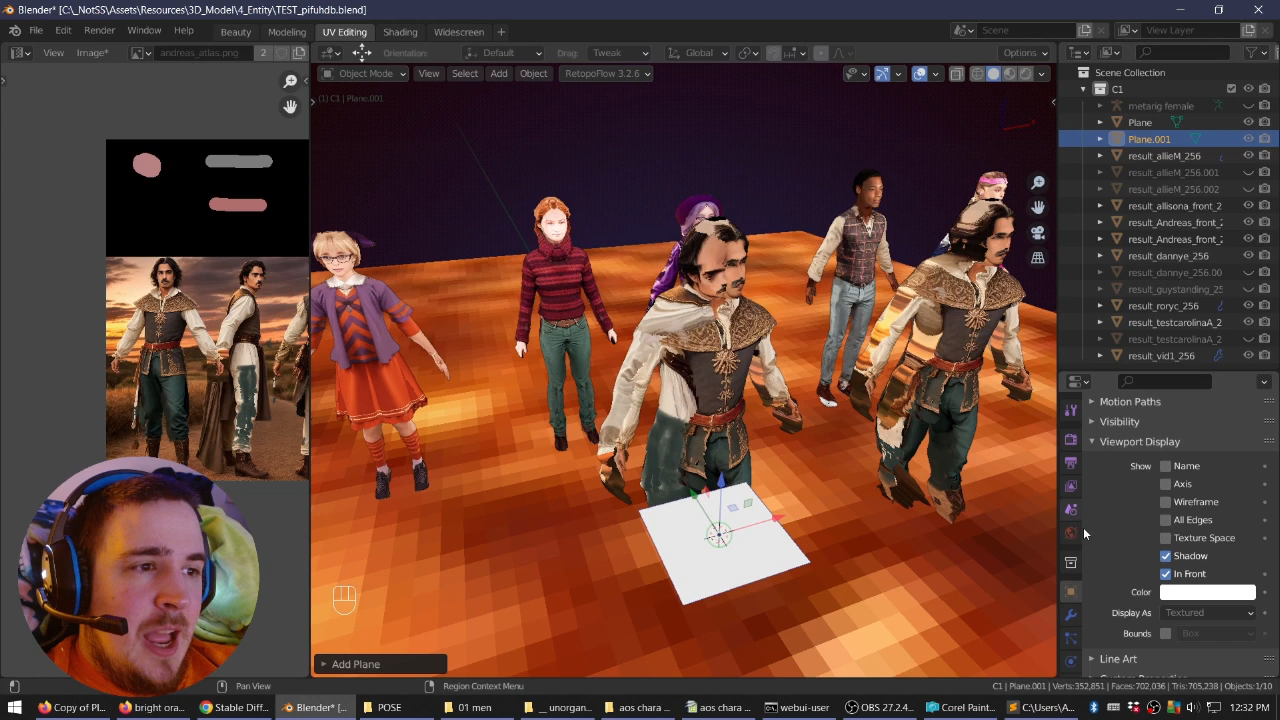 Blender* [C:\_NotSS\Assets\Resources\3D_Model\4_Entity\TEST_pifuhdb.blend]
File Edit Render Window Help Beauty Modeling UV Editing Shading Widescreen + Scene View Layer
View Image* andreas_atlas.png 2 Orientation: Default Drag: Tweak Global Options
Object Mode View Select Add Object RetopoFlow 3.2.6
(1) C1 | Plane.001
Scene Collection
C1
metarig female
Plane
Plane.001
result_allieM_256
result_allieM_256.001
result_allieM_256.002
result_allisona_front_2
result_Andreas_front_2
result_Andreas_front_2
result_dannye_256
result_dannye_256.00
result_guystanding_25
result_roryc_256
result_testcarolinaA_2
result_testcarolinaA_2
result_vid1_256
Motion Paths
Visibility
Viewport Display
Show Name
Axis
Wireframe
All Edges
Texture Space
Shadow
In Front
Color
Display As Textured
Bounds Box
Line Art
Add Plane
Pan View Region Context Menu C1 | Plane.001 | Verts:352,851 | Faces:702,036 | Tris:705,238 | Objects:1/10
Copy of Pl... bright ora... Stable Diff... Blender* [... POSE 01 men __ unorgan... aos chara ... aos chara ... webui-user OBS 27.2.4... Corel Paint... C:\Users\A... 12:32 PM